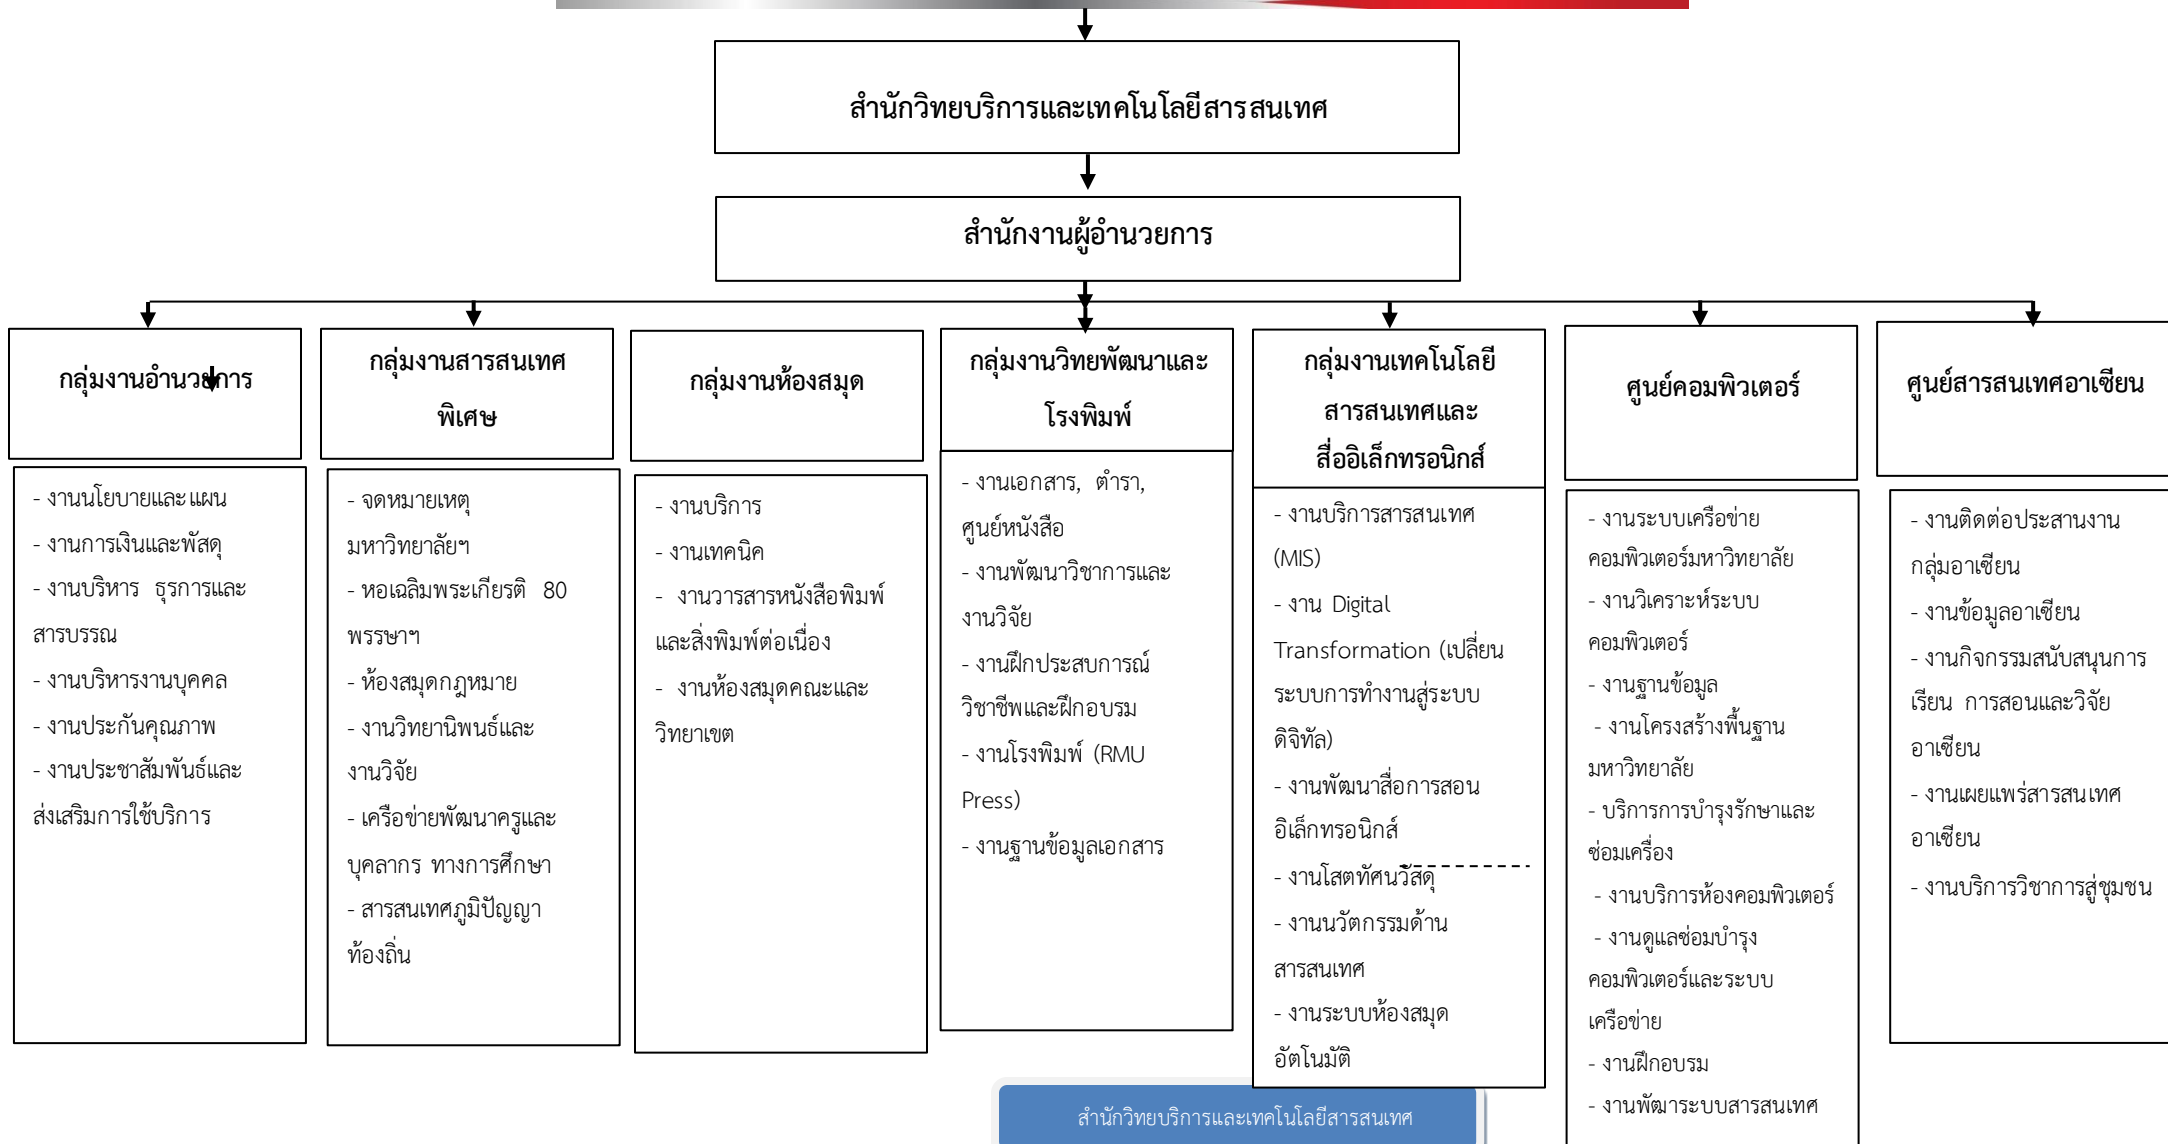 สำนักวิทยบริการและเทคโนโลยีสารสนเทศ
สำนักงานผู้อำนวยการ
กลุ่มงานอำนวยการ
- งานนโยบายและแผน
- งานการเงินและพัสดุ
- งานบริหาร ธุรการและ
สารบรรณ
- งานบริหารงานบุคคล
- งานประกันคุณภาพ
- งานประชาสัมพันธ์และ
ส่งเสริมการใช้บริการ
กลุ่มงานสารสนเทศ
พิเศษ
- จดหมายเหตุ
มหาวิทยาลัยฯ
- หอเฉลิมพระเกียรติ 80
พรรษาฯ
- ห้องสมุดกฎหมาย
- งานวิทยานิพนธ์และ
งานวิจัย
- เครือข่ายพัฒนาครูและ
บุคลากร ทางการศึกษา
- สารสนเทศภูมิปัญญา
ท้องถิ่น
กลุ่มงานห้องสมุด
- งานบริการ
- งานเทคนิค
- งานวารสารหนังสือพิมพ์
และสิ่งพิมพ์ต่อเนื่อง
- งานห้องสมุดคณะและ
วิทยาเขต
กลุ่มงานวิทยพัฒนาและ
โรงพิมพ์
- งานเอกสาร, ตำรา,
ศูนย์หนังสือ
- งานพัฒนาวิชาการและ
งานวิจัย
- งานฝึกประสบการณ์
วิชาชีพและฝึกอบรม
- งานโรงพิมพ์ (RMU
Press)
- งานฐานข้อมูลเอกสาร
กลุ่มงานเทคโนโลยี
สารสนเทศและ
สื่ออิเล็กทรอนิกส์
- งานบริการสารสนเทศ
(MIS)
- งาน Digital
Transformation (เปลี่ยน
ระบบการทำงานสู่ระบบ
ดิจิทัล)
- งานพัฒนาสื่อการสอน
อิเล็กทรอนิกส์
- งานโสตทัศนวัสดุ
- งานนวัตกรรมด้าน
สารสนเทศ
- งานระบบห้องสมุด
อัตโนมัติ
ศูนย์คอมพิวเตอร์
- งานระบบเครือข่าย
คอมพิวเตอร์มหาวิทยาลัย
- งานวิเคราะห์ระบบ
คอมพิวเตอร์
- งานฐานข้อมูล
- งานโครงสร้างพื้นฐาน
มหาวิทยาลัย
- บริการการบำรุงรักษาและ
ซ่อมเครื่อง
- งานบริการห้องคอมพิวเตอร์
- งานดูแลซ่อมบำรุง
คอมพิวเตอร์และระบบ
เครือข่าย
- งานฝึกอบรม
- งานพัฒาระบบสารสนเทศ
ศูนย์สารสนเทศอาเซียน
- งานติดต่อประสานงาน
กลุ่มอาเซียน
- งานข้อมูลอาเซียน
- งานกิจกรรมสนับสนุนการ
เรียน การสอนและวิจัย
อาเซียน
- งานเผยแพร่สารสนเทศ
อาเซียน
- งานบริการวิชาการสู่ชุมชน
สำนักวิทยบริการและเทคโนโลยีสารสนเทศ